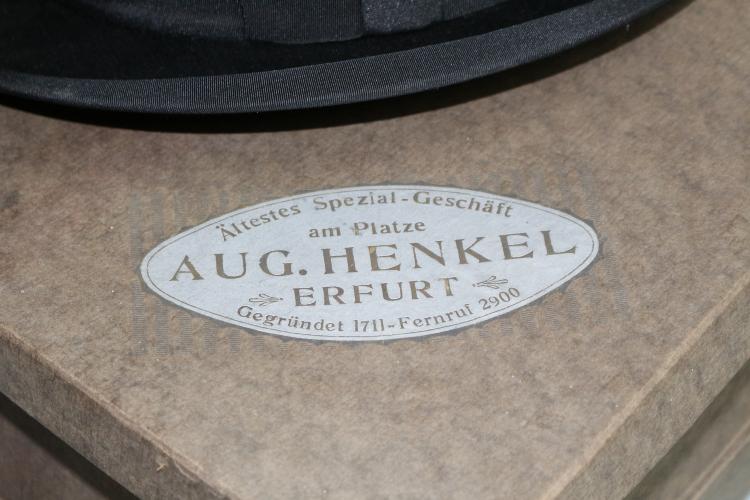 Ältestes Spezial-Geschäft
am Platze
AUG. HENKEL
ERFURT
Gegründet 1711-Fernruf 2900